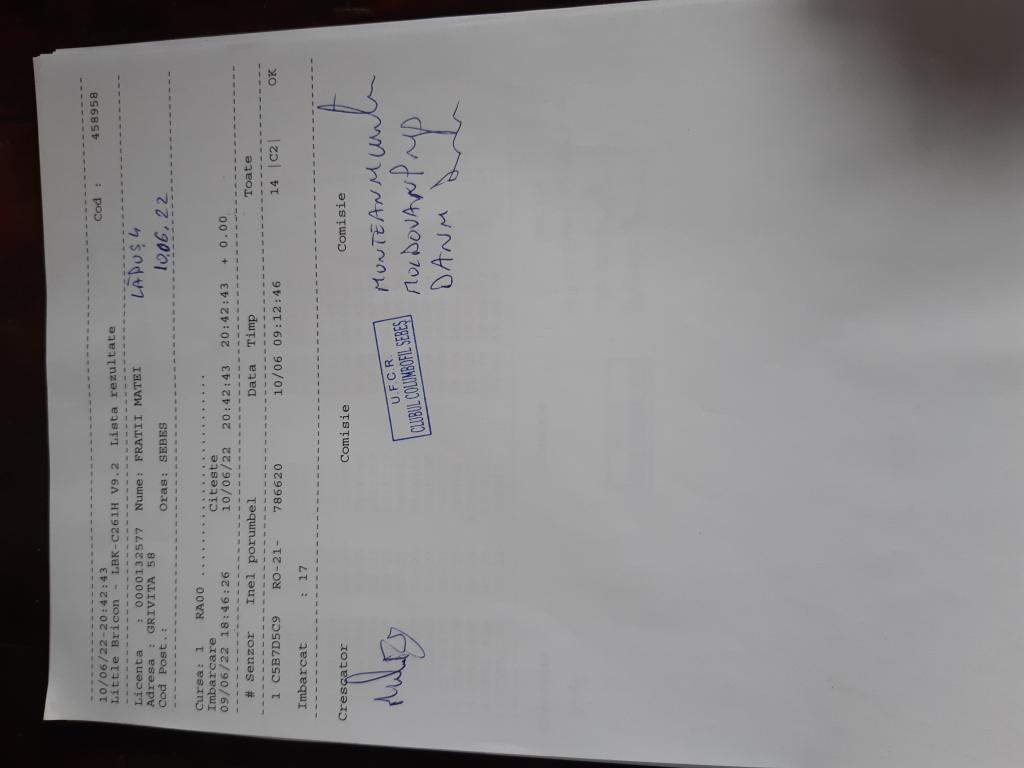 10/06/22-20:42:43 Cod : 458958
Little Bricon - LBK-C261H V9.2 Lista rezultate
Licenta : 0000132577 Nume: FRATII MATEI LĂPUȘ 4
Adresa : GRIVITA 58
Cod Post.: Oras: SEBES 10.06.22
Cursa: 1 RA00 ........................
Imbarcare Citeste
09/06/22 18:46:26 10/06/22 20:42:43 20:42:43 + 0.00
# Senzor Inel porumbel Data Timp Toate
1 C5B7D5C9 RO-21- 786620 10/06 09:12:46 14 |C2| OK
Imbarcat : 17
Crescator Comisie Comisie
MUNTEAN M
U.F.C.R.
CLUBUL COLUMBOFIL SEBES
MOLDOVAN P
DAN M